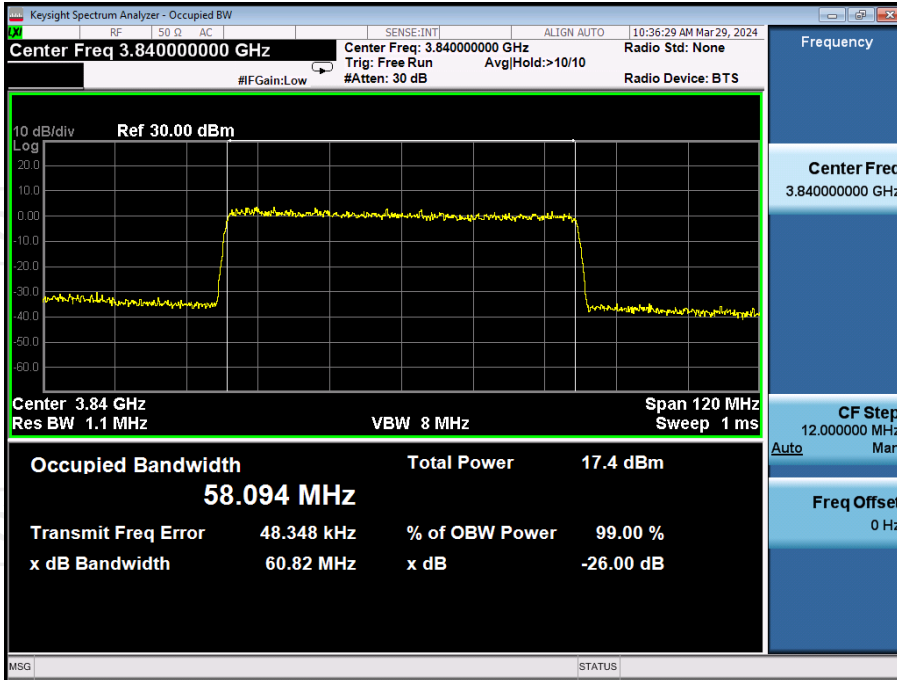 Keysight Spectrum Analyzer - Occupied BW
LXI RF 50 Ω AC SENSE:INT ALIGN AUTO 10:36:29 AM Mar 29, 2024
Center Freq 3.840000000 GHz
Center Freq: 3.840000000 GHz Radio Std: None
Trig: Free Run Avg|Hold:>10/10
#IFGain:Low #Atten: 30 dB Radio Device: BTS
10 dB/div Ref 30.00 dBm
Log
20.0
10.0
0.00
-10.0
-20.0
-30.0
-40.0
-50.0
-60.0
Center 3.84 GHz Span 120 MHz
Res BW 1.1 MHz VBW 8 MHz Sweep 1 ms
Occupied Bandwidth Total Power 17.4 dBm
58.094 MHz
Transmit Freq Error 48.348 kHz % of OBW Power 99.00 %
x dB Bandwidth 60.82 MHz x dB -26.00 dB
MSG STATUS
Frequency
Center Freq
3.840000000 GHz
CF Step
12.000000 MHz
Auto Man
Freq Offset
0 Hz